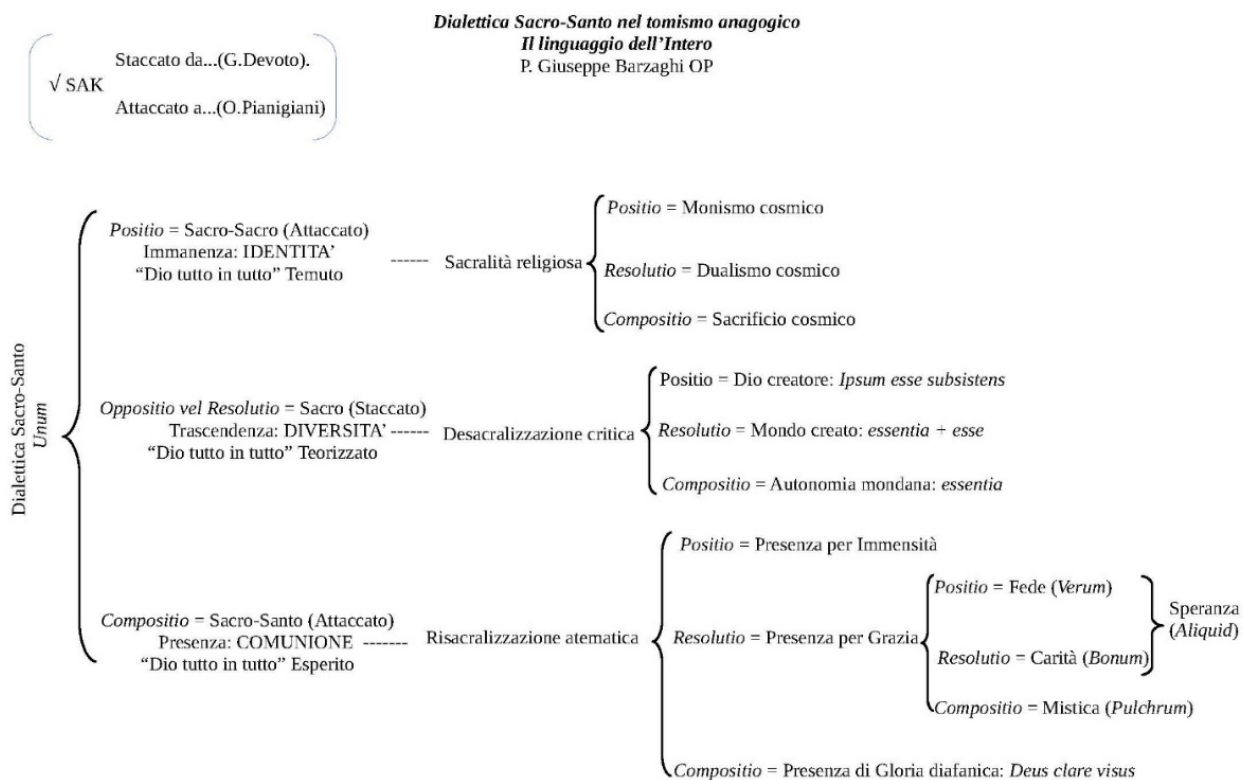 Dialettica Sacro-Santo nel tomismo anagogico
Il linguaggio dell’Intero
P. Giuseppe Barzaghi OP
√ SAK
Staccato da...(G.Devoto).
Attaccato a...(O.Pianigiani)
Dialettica Sacro-Santo
Unum
Positio = Sacro-Sacro (Attaccato)
Immanenza: IDENTITA’
“Dio tutto in tutto” Temuto
------ Sacralità religiosa
Positio = Monismo cosmico
Resolutio = Dualismo cosmico
Compositio = Sacrificio cosmico
Oppositio vel Resolutio = Sacro (Staccato)
Trascendenza: DIVERSITA’ ------
“Dio tutto in tutto” Teorizzato
Desacralizzazione critica
Positio = Dio creatore: Ipsum esse subsistens
Resolutio = Mondo creato: essentia + esse
Compositio = Autonomia mondana: essentia
Compositio = Sacro-Santo (Attaccato)
Presenza: COMUNIONE -------
“Dio tutto in tutto” Esperito
Risacralizzazione atematica
Positio = Presenza per Immensità
Resolutio = Presenza per Grazia
Positio = Fede (Verum)
Resolutio = Carità (Bonum)
Speranza
(Aliquid)
Compositio = Mistica (Pulchrum)
Compositio = Presenza di Gloria diafanica: Deus clare visus